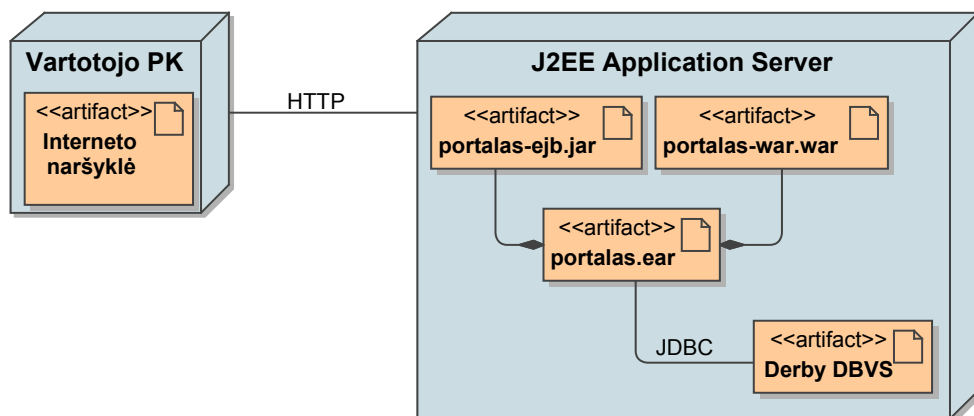 Vartotojo PK
<<artifact>>
Interneto
naršyklė
HTTP
J2EE Application Server
<<artifact>>
portalas-ejb.jar
<<artifact>>
portalas-war.war
<<artifact>>
portalas.ear
JDBC
<<artifact>>
Derby DBVS